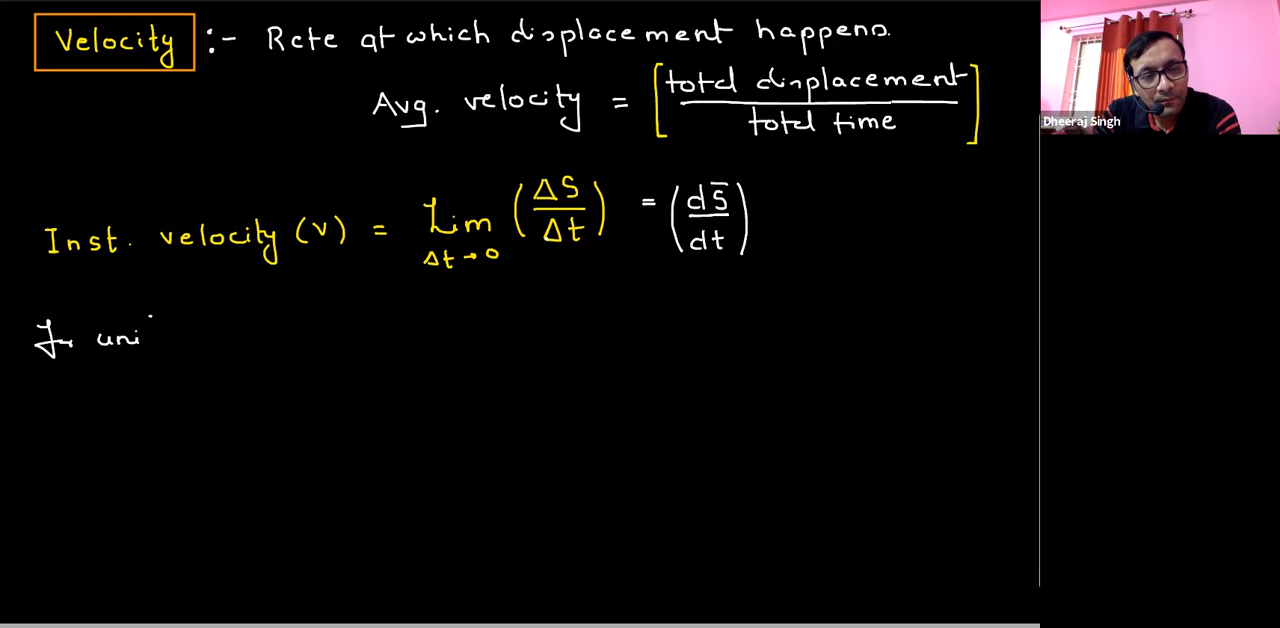 Velocity :- Rate at which displacement happens.
Avg. velocity = [total displacement / total time]
Inst. velocity (v) = Lim Δt → 0 (ΔS / Δt) = (dS̄ / dt)
In uni
Dheeraj Singh